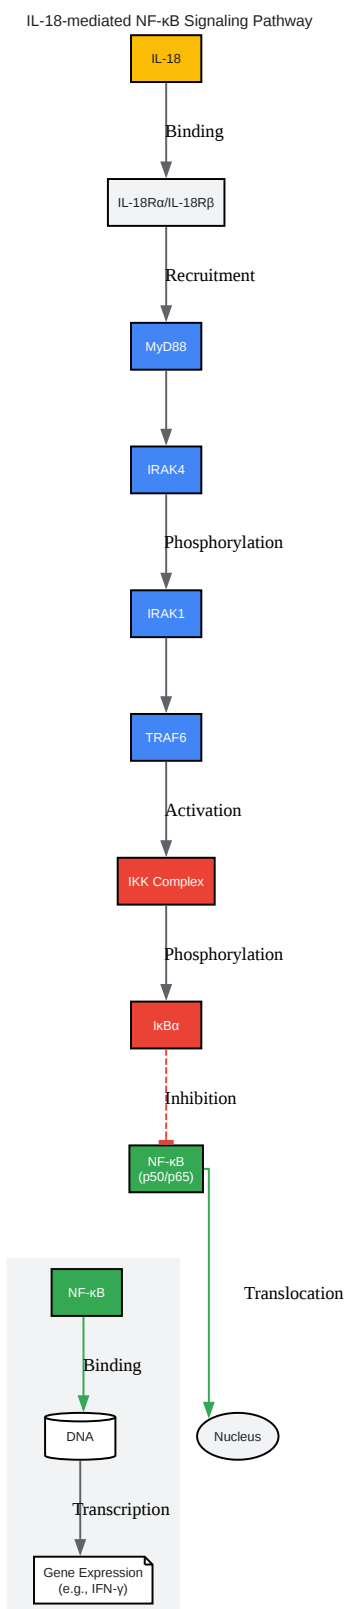 IL-18-mediated NF-κB Signaling Pathway
IL-18
Binding
IL-18Rα/IL-18Rβ
Recruitment
MyD88
IRAK4
Phosphorylation
IRAK1
TRAF6
Activation
IKK Complex
Phosphorylation
IκBα
Inhibition
NF-κB
(p50/p65)
Translocation
NF-κB
Binding
DNA
Nucleus
Transcription
Gene Expression
(e.g., IFN-γ)